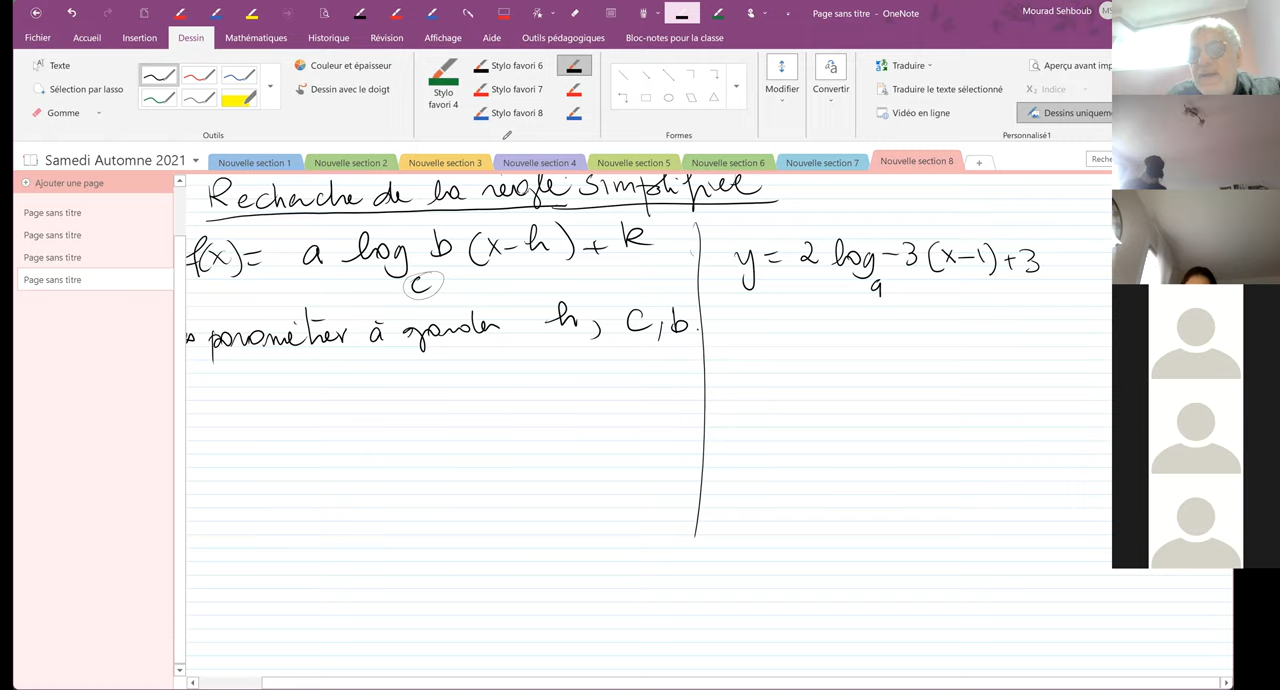 Page sans titre - OneNote
Mourad Sehboub
MS
Fichier Accueil Insertion Dessin Mathématiques Historique Révision Affichage Aide Outils pédagogiques Bloc-notes pour la classe
Texte
Sélection par lasso
Gomme
Outils
Couleur et épaisseur
Dessin avec le doigt
Stylo favori 4
Stylo favori 6
Stylo favori 7
Stylo favori 8
Formes
Modifier
Convertir
Traduire
Traduire le texte sélectionné
Vidéo en ligne
Aperçu avant imp
Indice
Dessins uniqueme
Personnalisé1
Samedi Automne 2021
Nouvelle section 1 Nouvelle section 2 Nouvelle section 3 Nouvelle section 4 Nouvelle section 5 Nouvelle section 6 Nouvelle section 7 Nouvelle section 8
Reche
Ajouter une page
Page sans titre
Page sans titre
Page sans titre
Page sans titre
Recherche de la règle simplifiée
f(x) = a log c b (x-h) + k
paramètier à garder h, c, b.
y = 2 log 9 -3 (x-1) + 3